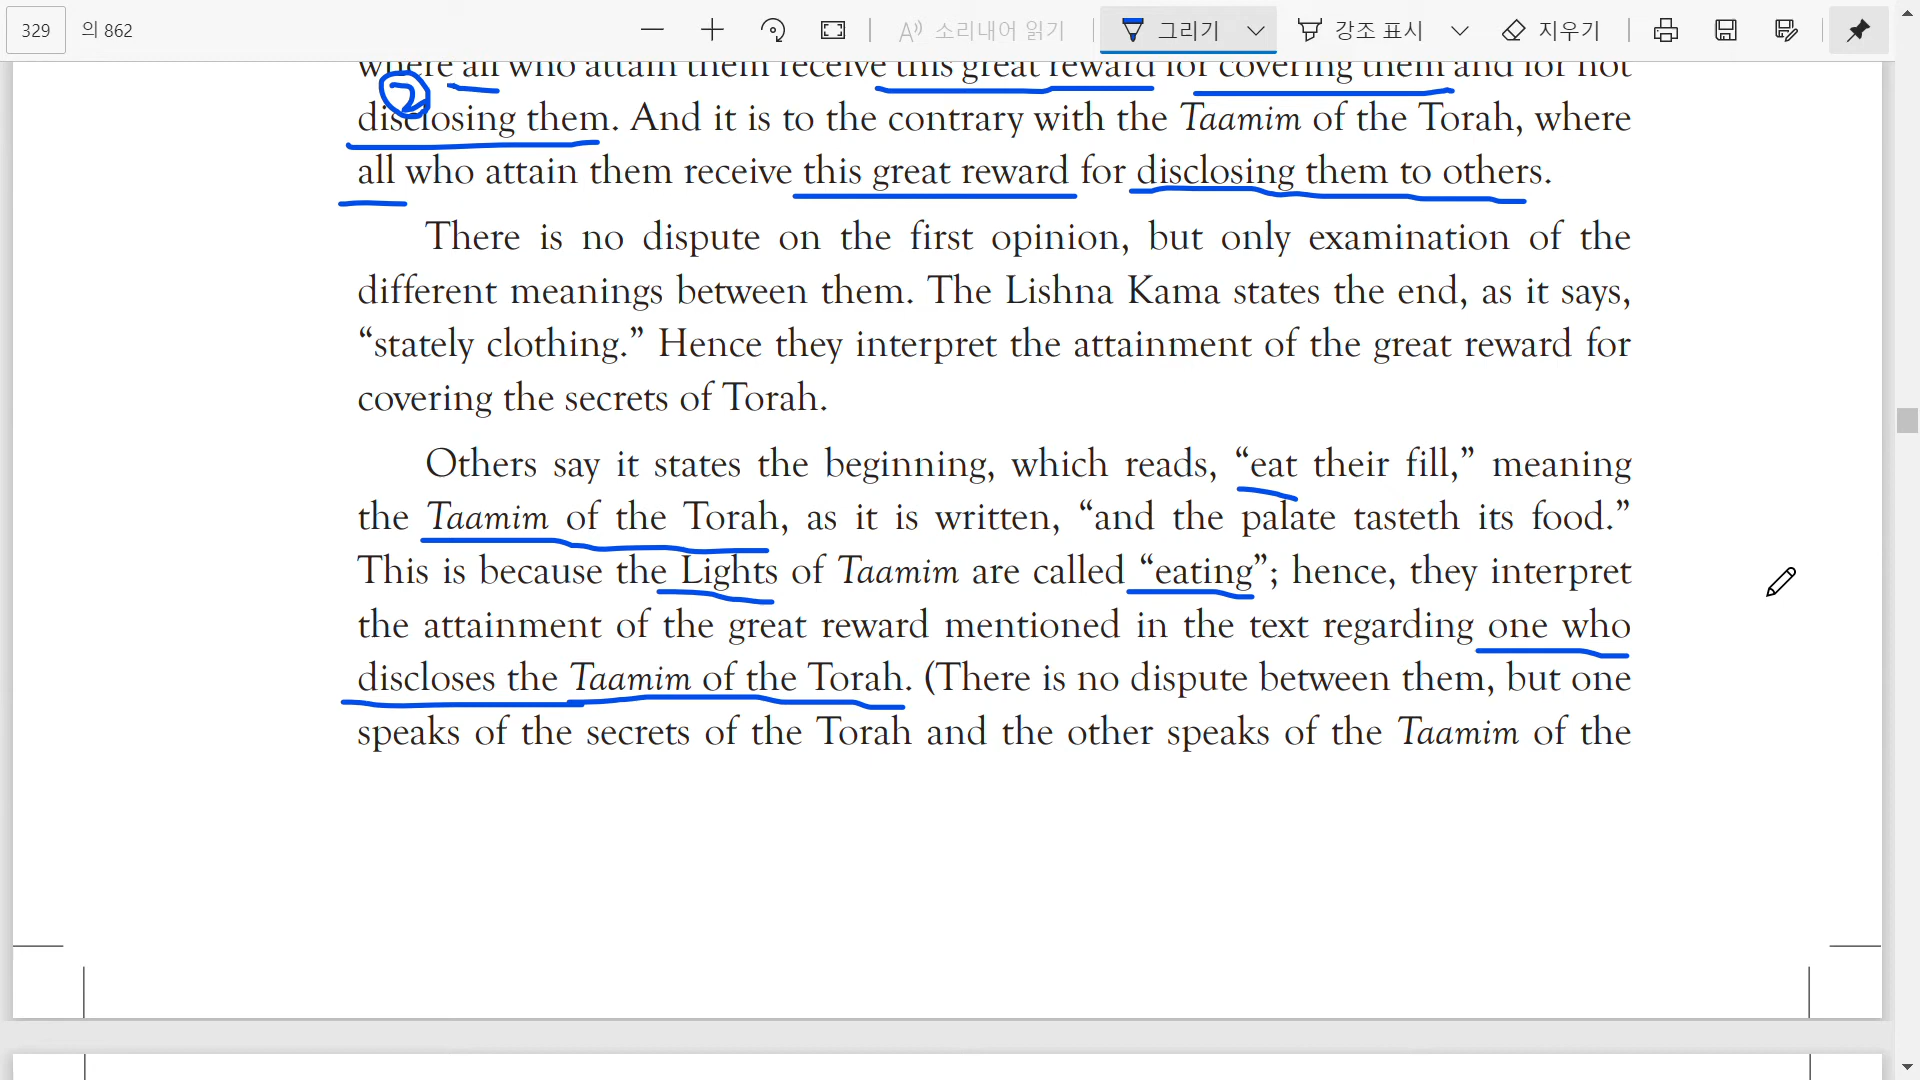 329 의 862 소리내어 읽기 그리기 강조 표시 지우기
where all who attain them receive this great reward for covering them and for not
2
disclosing them. And it is to the contrary with the Taamim of the Torah, where
all who attain them receive this great reward for disclosing them to others.
There is no dispute on the first opinion, but only examination of the
different meanings between them. The Lishna Kama states the end, as it says,
“stately clothing.” Hence they interpret the attainment of the great reward for
covering the secrets of Torah.
Others say it states the beginning, which reads, “eat their fill,” meaning
the Taamim of the Torah, as it is written, “and the palate tasteth its food.”
This is because the Lights of Taamim are called “eating”; hence, they interpret
the attainment of the great reward mentioned in the text regarding one who
discloses the Taamim of the Torah. (There is no dispute between them, but one
speaks of the secrets of the Torah and the other speaks of the Taamim of the